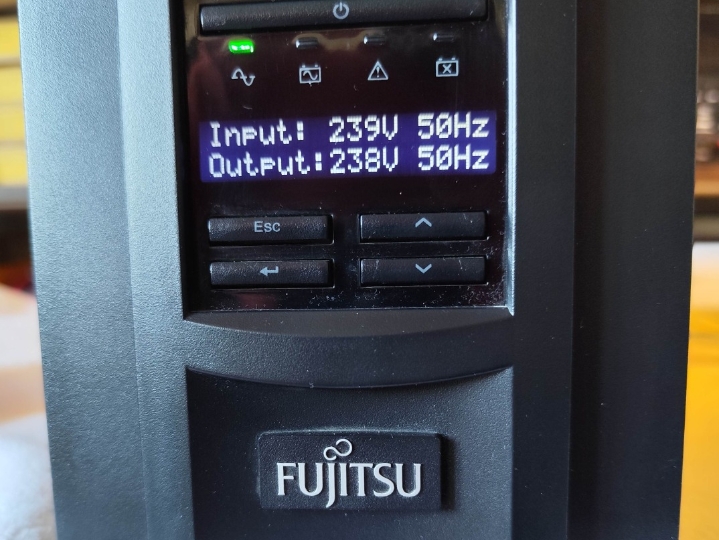 Input: 239V 50Hz
Output:238V 50Hz
Esc
FUJITSU